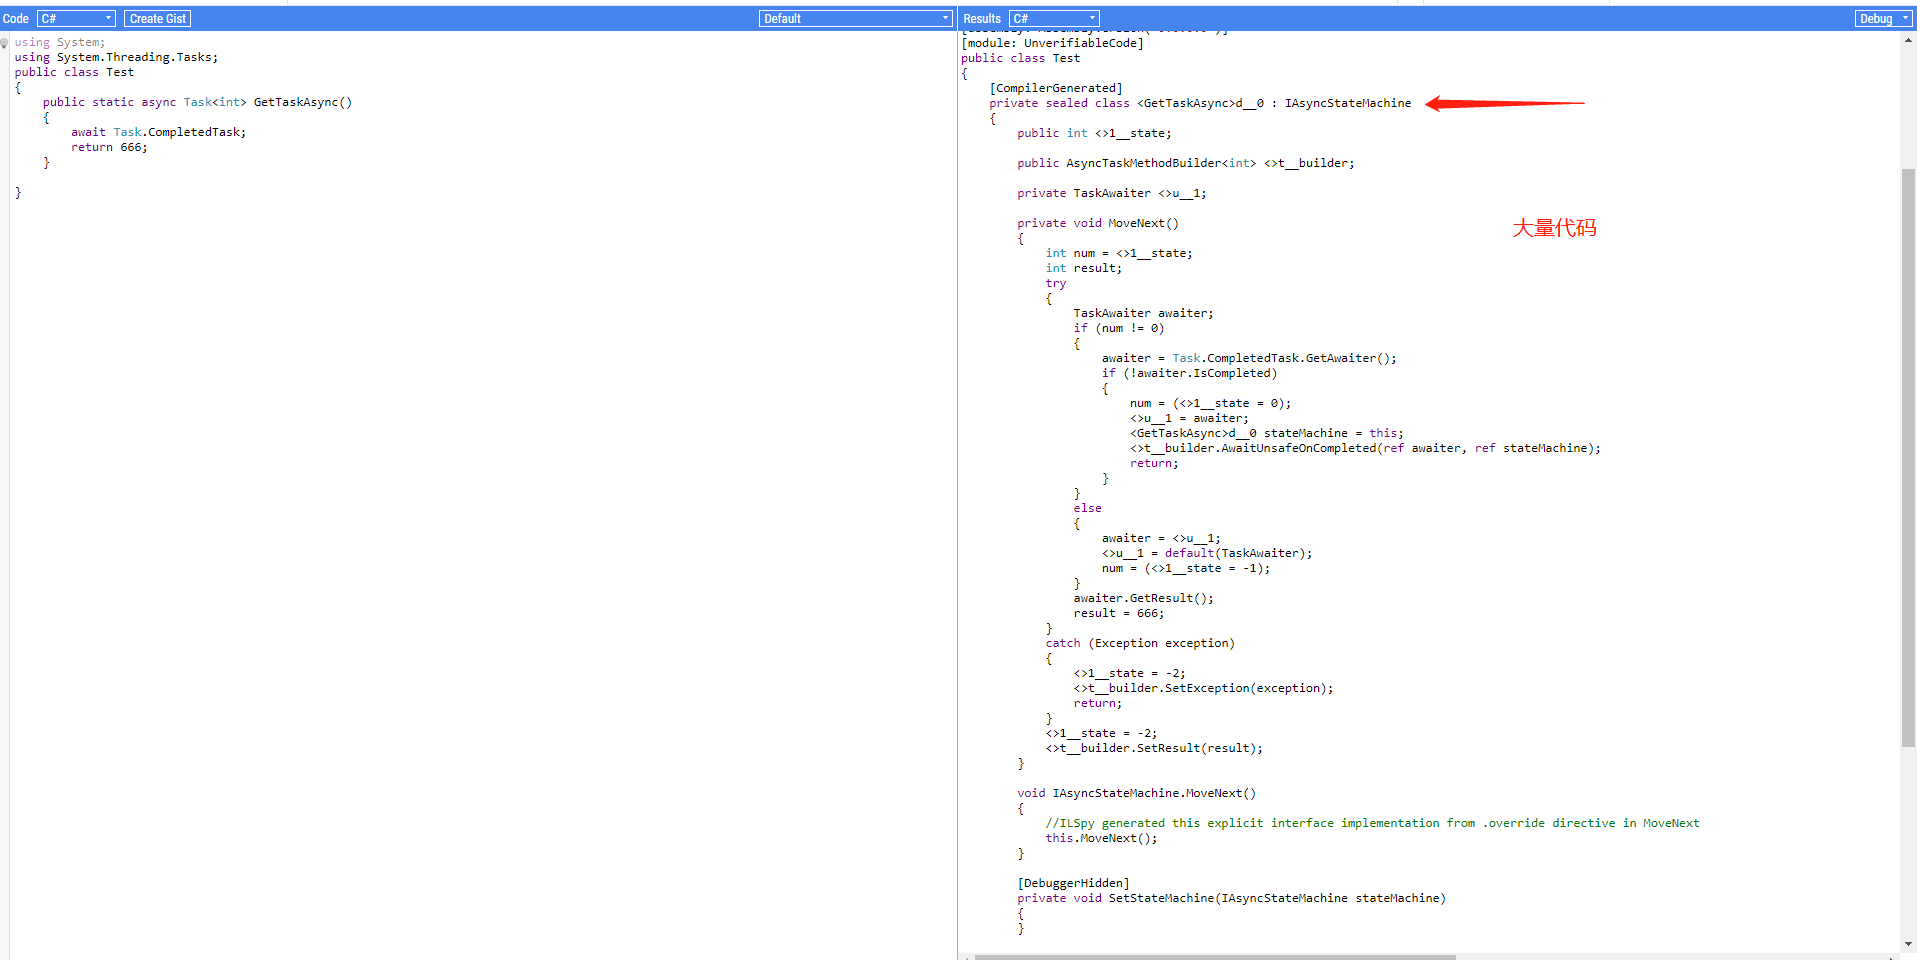 Code C# Create Gist Default
using System;
using System.Threading.Tasks;
public class Test
{
public static async Task<int> GetTaskAsync()
{
await Task.CompletedTask;
return 666;
}
}
Results C# Debug
[module: UnverifiableCode]
public class Test
{
[CompilerGenerated]
private sealed class <GetTaskAsync>d__0 : IAsyncStateMachine
{
public int <>1__state;
public AsyncTaskMethodBuilder<int> <>t__builder;
private TaskAwaiter <>u__1;
private void MoveNext()
大量代码
{
int num = <>1__state;
int result;
try
{
TaskAwaiter awaiter;
if (num != 0)
{
awaiter = Task.CompletedTask.GetAwaiter();
if (!awaiter.IsCompleted)
{
num = (<>1__state = 0);
<>u__1 = awaiter;
<GetTaskAsync>d__0 stateMachine = this;
<>t__builder.AwaitUnsafeOnCompleted(ref awaiter, ref stateMachine);
return;
}
}
else
{
awaiter = <>u__1;
<>u__1 = default(TaskAwaiter);
num = (<>1__state = -1);
}
awaiter.GetResult();
result = 666;
}
catch (Exception exception)
{
<>1__state = -2;
<>t__builder.SetException(exception);
return;
}
<>1__state = -2;
<>t__builder.SetResult(result);
}
void IAsyncStateMachine.MoveNext()
{
//ILSpy generated this explicit interface implementation from .override directive in MoveNext
this.MoveNext();
}
[DebuggerHidden]
private void SetStateMachine(IAsyncStateMachine stateMachine)
{
}